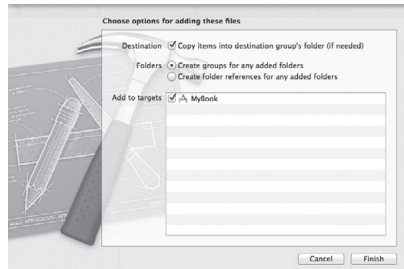 Choose options for adding these files
Destination Copy items into destination group's folder (if needed)
Folders Create groups for any added folders
Create folder references for any added folders
Add to targets MyBook
Cancel Finish